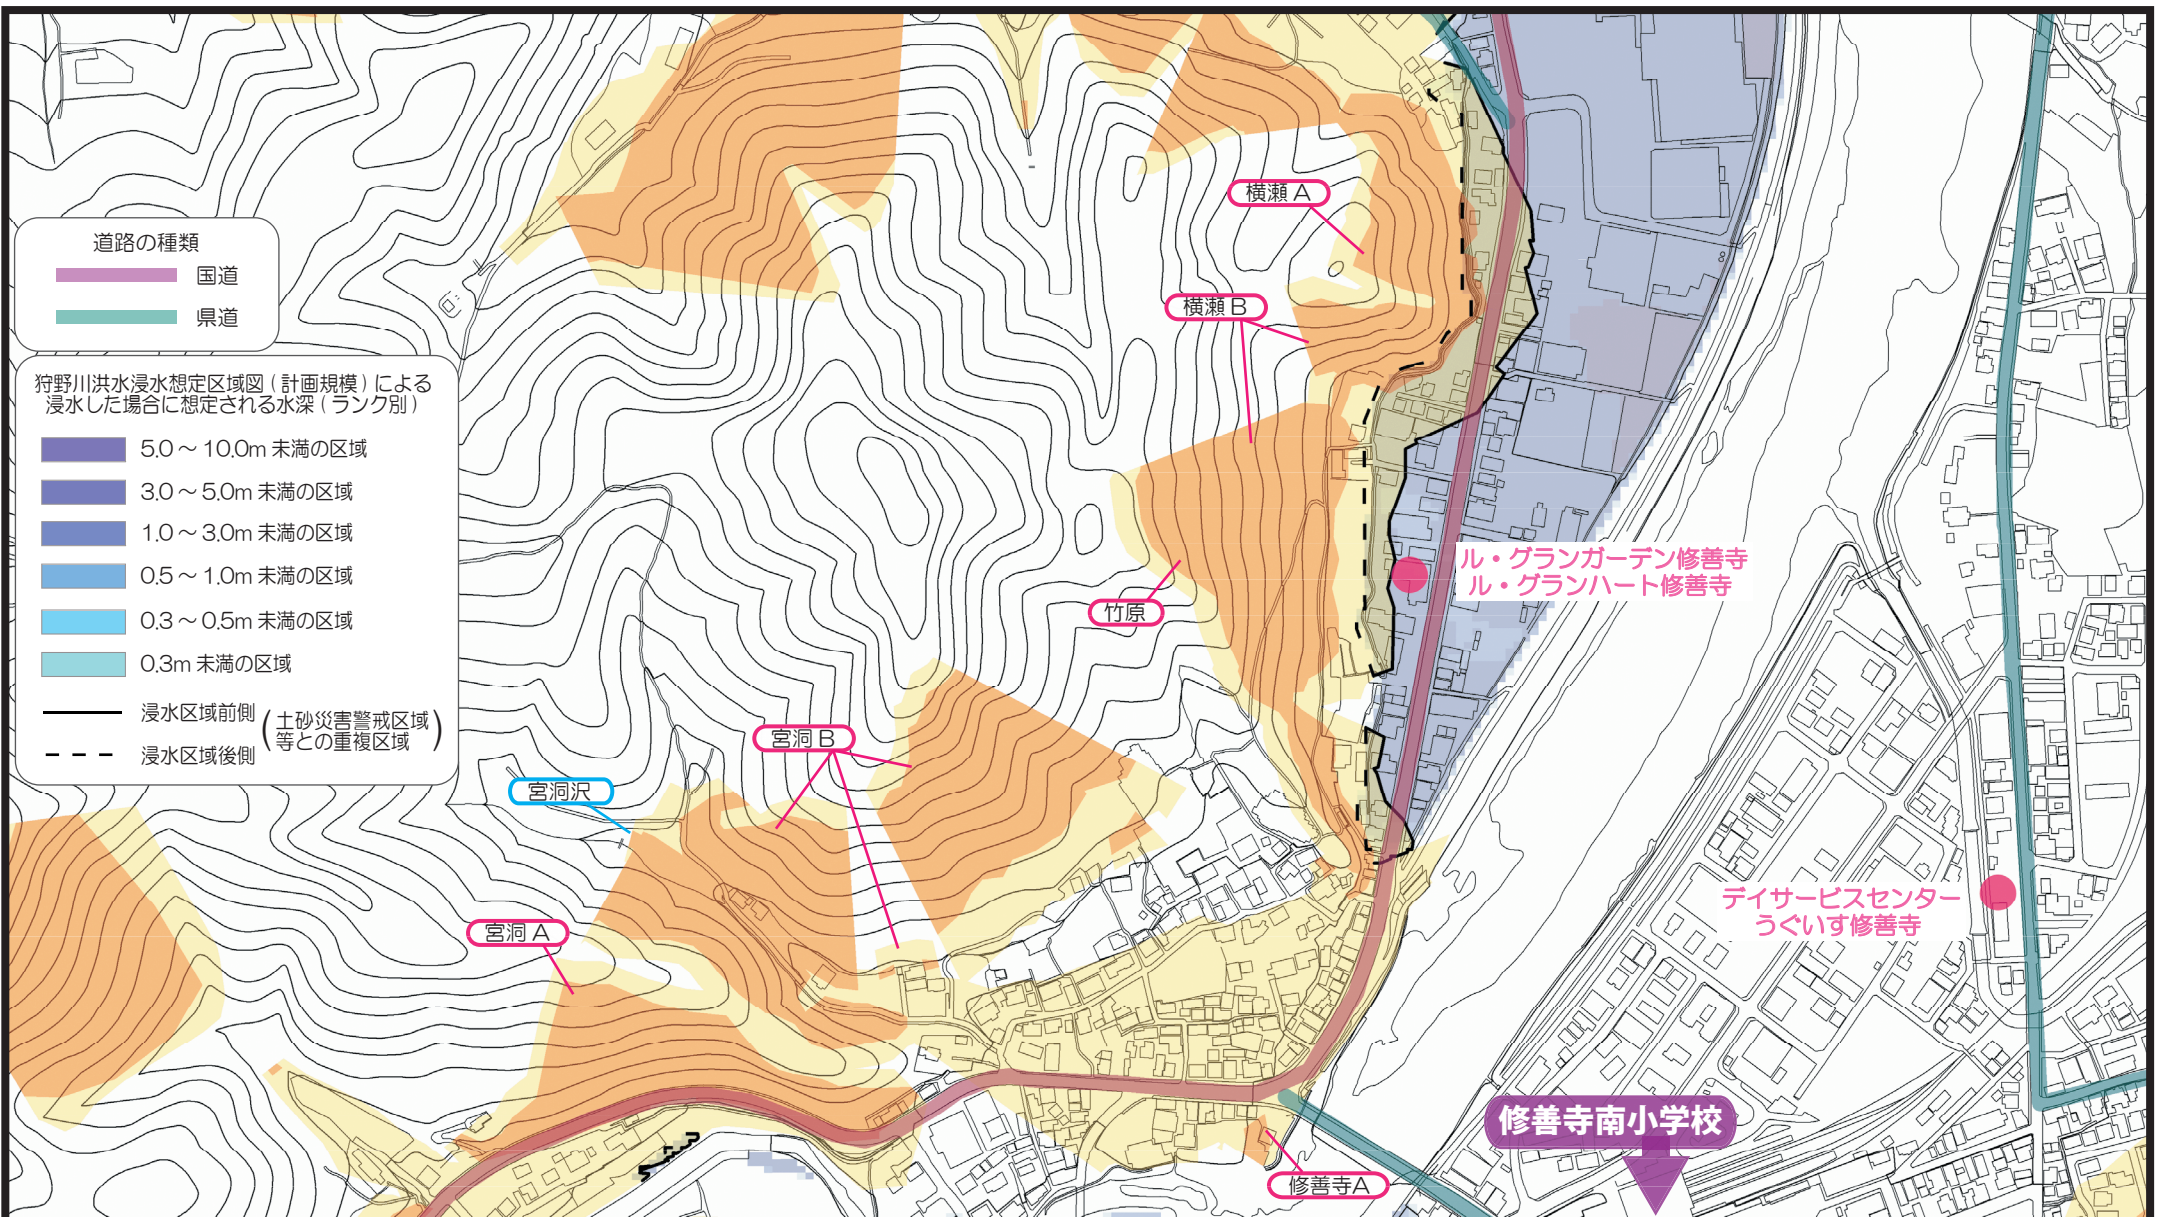 道路の種類
国道
県道
狩野川洪水浸水想定区域図(計画規模)による
浸水した場合に想定される水深(ランク別)
5.0～10.0m 未満の区域
3.0～5.0m 未満の区域
1.0～3.0m 未満の区域
0.5～1.0m 未満の区域
0.3～0.5m 未満の区域
0.3m 未満の区域
浸水区域前側
浸水区域後側
(土砂災害警戒区域
等との重複区域)
横瀬 A
横瀬 B
竹原
ル・グランガーデン修善寺
ル・グランハート修善寺
宮洞 B
宮洞沢
宮洞 A
デイサービスセンター
うぐいす修善寺
修善寺南小学校
修善寺A